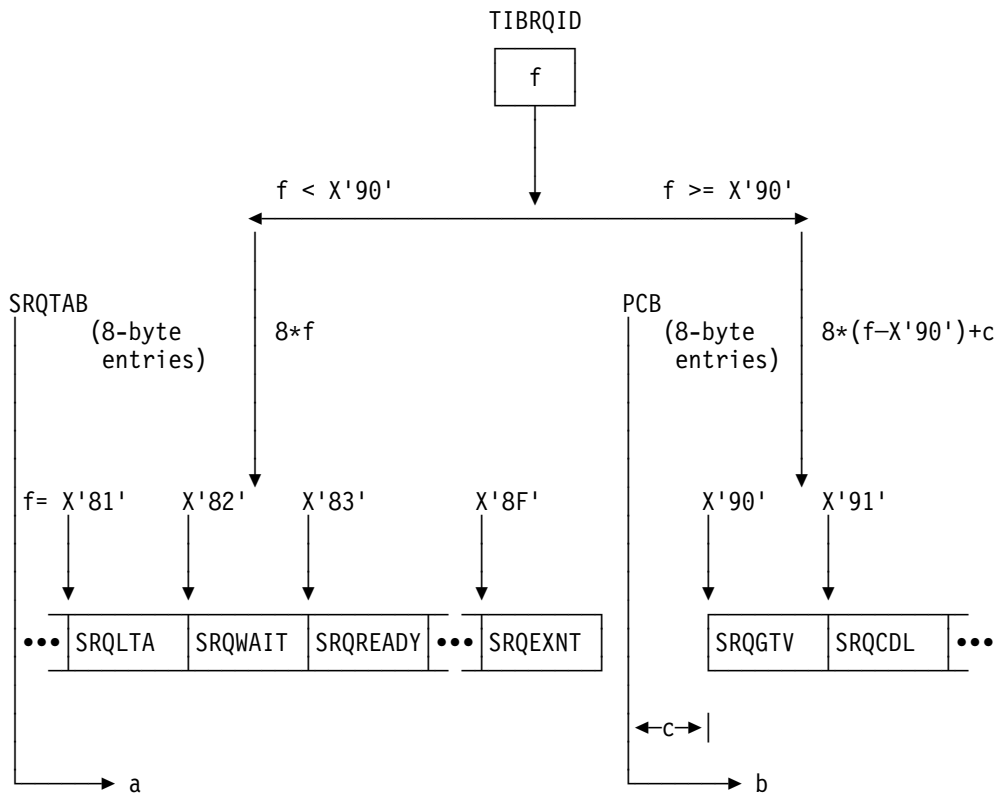 TIBRQID
f
f < X'90' f >= X'90'
SRQTAB PCB
(8-byte 8*f (8-byte 8*(f—X'90')+c
entries) entries)
f= X'81' X'82' X'83' X'8F' X'90' X'91'
••• SRQLTA SRQWAIT SRQREADY ••• SRQEXNT SRQGTV SRQCDL •••
c
a b